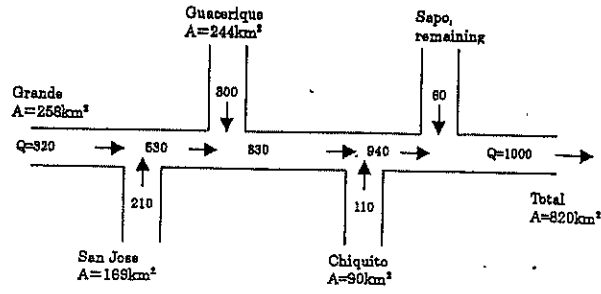 Guacerique
A=244km²
Sapo,
remaining
Grande
A=258km²
300
60
Q=320
530
830
940
Q=1000
210
110
Total
A=820km²
San Jose
A=169km²
Chiquito
A=90km²